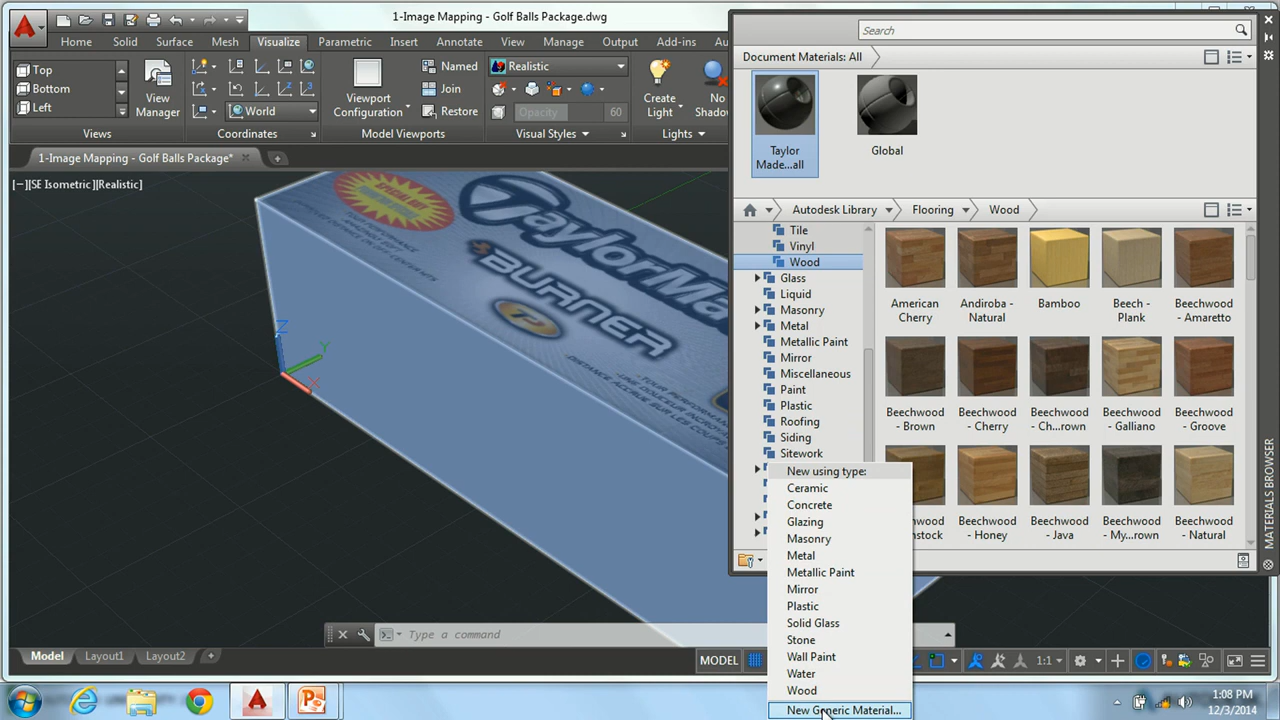 1-Image Mapping - Golf Balls Package.dwg
Home Solid Surface Mesh Visualize Parametric Insert Annotate View Manage Output Add-ins
Top
Bottom
Left
Views
View
Manager
World
Coordinates
Viewport
Configuration
Named
Join
Restore
Model Viewports
Realistic
Opacity 60
Visual Styles
Create
Light
No
Lights
1-Image Mapping - Golf Balls Package*
[−][SE Isometric][Realistic]
TaylorMa
BURNER
Z
Y
X
Type a command
Model Layout1 Layout2
MODEL
1:1
Search
Document Materials: All
Taylor
Made...all
Global
Autodesk Library Flooring Wood
Tile
Vinyl
Wood
Glass
Liquid
Masonry
Metal
Metallic Paint
Mirror
Miscellaneous
Paint
Plastic
Roofing
Siding
Sitework
American
Cherry
Andiroba -
Natural
Bamboo
Beech -
Plank
Beechwood
- Amaretto
Beechwood
- Brown
Beechwood
- Cherry
Beechwood
- Ch...rown
Beechwood
- Galliano
Beechwood
- Groove
Beechwood
- Honey
Beechwood
- Java
Beechwood
- My...rown
Beechwood
- Natural
MATERIALS BROWSER
New using type:
Ceramic
Concrete
Glazing
Masonry
Metal
Metallic Paint
Mirror
Plastic
Solid Glass
Stone
Wall Paint
Water
Wood
New Generic Material...
1:08 PM
12/3/2014